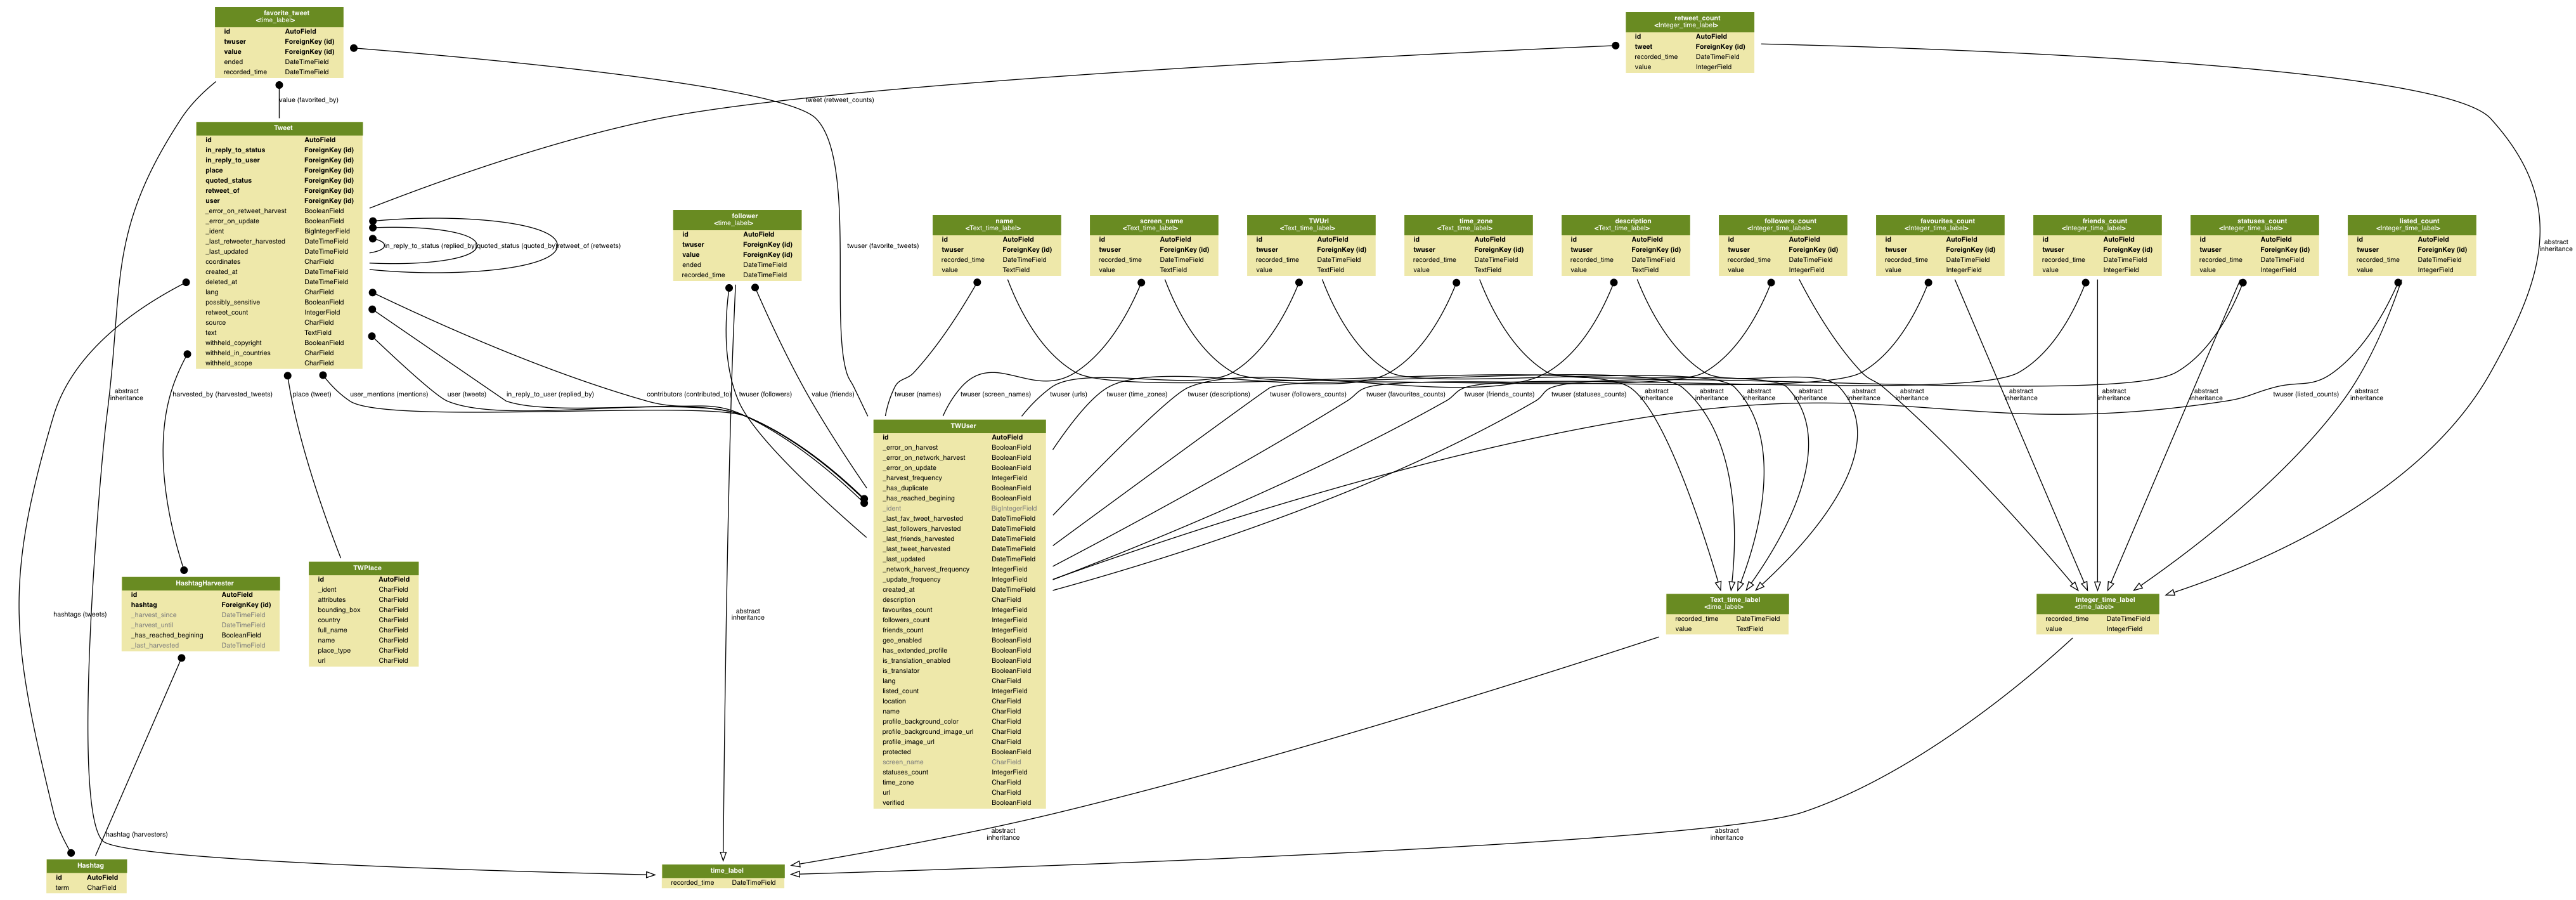 favorite_tweet
<time_label>
id AutoField
twuser ForeignKey (id)
value ForeignKey (id)
ended DateTimeField
recorded_time DateTimeField
retweet_count
<Integer_time_label>
id AutoField
tweet ForeignKey (id)
recorded_time DateTimeField
value IntegerField
value (favorited_by)
tweet (retweet_counts)
Tweet
id AutoField
in_reply_to_status ForeignKey (id)
in_reply_to_user ForeignKey (id)
place ForeignKey (id)
quoted_status ForeignKey (id)
retweet_of ForeignKey (id)
user ForeignKey (id)
_error_on_retweet_harvest BooleanField
_error_on_update BooleanField
_ident BigIntegerField
_last_retweeter_harvested DateTimeField
_last_updated DateTimeField
coordinates CharField
created_at DateTimeField
deleted_at DateTimeField
lang CharField
possibly_sensitive BooleanField
retweet_count IntegerField
source CharField
text TextField
withheld_copyright BooleanField
withheld_in_countries CharField
withheld_scope CharField
in_reply_to_status (replied_by)
quoted_status (quoted_by)
retweet_of (retweets)
follower
<time_label>
id AutoField
twuser ForeignKey (id)
value ForeignKey (id)
ended DateTimeField
recorded_time DateTimeField
twuser (favorite_tweets)
name
<Text_time_label>
id AutoField
twuser ForeignKey (id)
recorded_time DateTimeField
value TextField
screen_name
<Text_time_label>
id AutoField
twuser ForeignKey (id)
recorded_time DateTimeField
value TextField
TWUrl
<Text_time_label>
id AutoField
twuser ForeignKey (id)
recorded_time DateTimeField
value TextField
time_zone
<Text_time_label>
id AutoField
twuser ForeignKey (id)
recorded_time DateTimeField
value TextField
description
<Text_time_label>
id AutoField
twuser ForeignKey (id)
recorded_time DateTimeField
value TextField
followers_count
<Integer_time_label>
id AutoField
twuser ForeignKey (id)
recorded_time DateTimeField
value IntegerField
favourites_count
<Integer_time_label>
id AutoField
twuser ForeignKey (id)
recorded_time DateTimeField
value IntegerField
friends_count
<Integer_time_label>
id AutoField
twuser ForeignKey (id)
recorded_time DateTimeField
value IntegerField
statuses_count
<Integer_time_label>
id AutoField
twuser ForeignKey (id)
recorded_time DateTimeField
value IntegerField
listed_count
<Integer_time_label>
id AutoField
twuser ForeignKey (id)
recorded_time DateTimeField
value IntegerField
abstract
inheritance
abstract
inheritance
harvested_by (harvested_tweets)
place (tweet)
user_mentions (mentions)
user (tweets)
in_reply_to_user (replied_by)
contributors (contributed_to)
twuser (followers)
value (friends)
twuser (names)
twuser (screen_names)
twuser (urls)
twuser (time_zones)
twuser (descriptions)
twuser (followers_counts)
twuser (favourites_counts)
twuser (friends_counts)
twuser (statuses_counts)
abstract
inheritance
abstract
inheritance
abstract
inheritance
abstract
inheritance
abstract
inheritance
abstract
inheritance
abstract
inheritance
abstract
inheritance
abstract
inheritance
twuser (listed_counts)
abstract
inheritance
TWUser
id AutoField
_error_on_harvest BooleanField
_error_on_network_harvest BooleanField
_error_on_update BooleanField
_harvest_frequency IntegerField
_has_duplicate BooleanField
_has_reached_begining BooleanField
_ident BigIntegerField
_last_fav_tweet_harvested DateTimeField
_last_followers_harvested DateTimeField
_last_friends_harvested DateTimeField
_last_tweet_harvested DateTimeField
_last_updated DateTimeField
_network_harvest_frequency IntegerField
_update_frequency IntegerField
created_at DateTimeField
description CharField
favourites_count IntegerField
followers_count IntegerField
friends_count IntegerField
geo_enabled BooleanField
has_extended_profile BooleanField
is_translation_enabled BooleanField
is_translator BooleanField
lang CharField
listed_count IntegerField
location CharField
name CharField
profile_background_color CharField
profile_background_image_url CharField
profile_image_url CharField
protected BooleanField
screen_name CharField
statuses_count IntegerField
time_zone CharField
url CharField
verified BooleanField
HashtagHarvester
id AutoField
hashtag ForeignKey (id)
_harvest_since DateTimeField
_harvest_until DateTimeField
_has_reached_begining BooleanField
_last_harvested DateTimeField
TWPlace
id AutoField
_ident CharField
attributes CharField
bounding_box CharField
country CharField
full_name CharField
name CharField
place_type CharField
url CharField
hashtags (tweets)
abstract
inheritance
Text_time_label
<time_label>
recorded_time DateTimeField
value TextField
Integer_time_label
<time_label>
recorded_time DateTimeField
value IntegerField
hashtag (harvesters)
abstract
inheritance
abstract
inheritance
Hashtag
id AutoField
term CharField
time_label
recorded_time DateTimeField